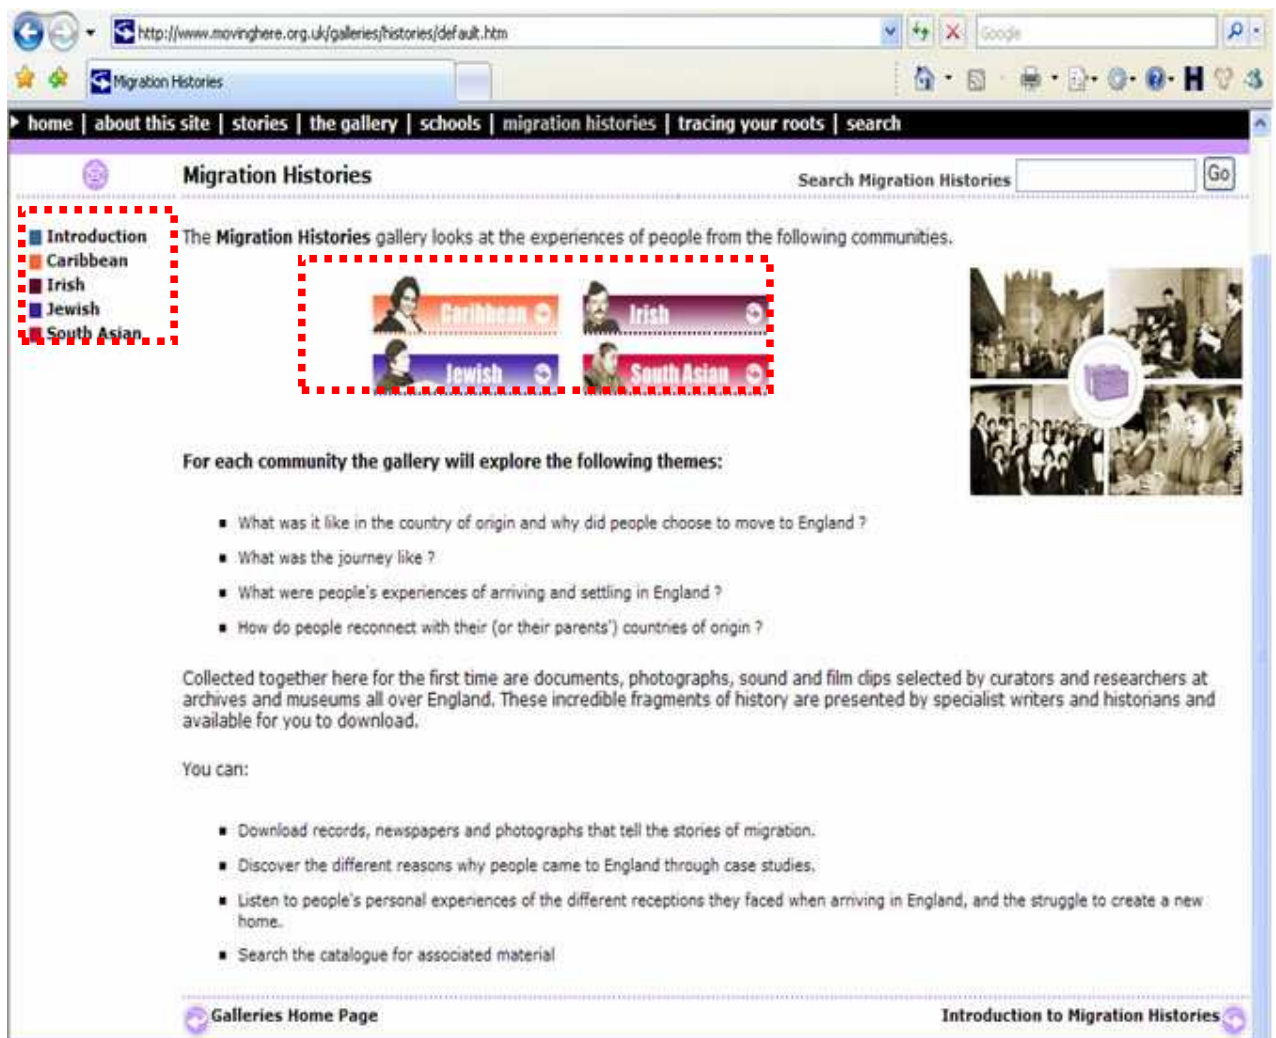 http://www.movinghere.org.uk/galleries/histories/default.htm
Google
Migration Histories
home | about this site | stories | the gallery | schools | migration histories | tracing your roots | search
Migration Histories
Search Migration Histories
Go
Introduction
Caribbean
Irish
Jewish
South Asian
The Migration Histories gallery looks at the experiences of people from the following communities.
Caribbean
Irish
Jewish
South Asian
For each community the gallery will explore the following themes:
What was it like in the country of origin and why did people choose to move to England ?
What was the journey like ?
What were people's experiences of arriving and settling in England ?
How do people reconnect with their (or their parents') countries of origin ?
Collected together here for the first time are documents, photographs, sound and film clips selected by curators and researchers at
archives and museums all over England. These incredible fragments of history are presented by specialist writers and historians and
available for you to download.
You can:
Download records, newspapers and photographs that tell the stories of migration.
Discover the different reasons why people came to England through case studies.
Listen to people's personal experiences of the different receptions they faced when arriving in England, and the struggle to create a new
home.
Search the catalogue for associated material
Galleries Home Page
Introduction to Migration Histories